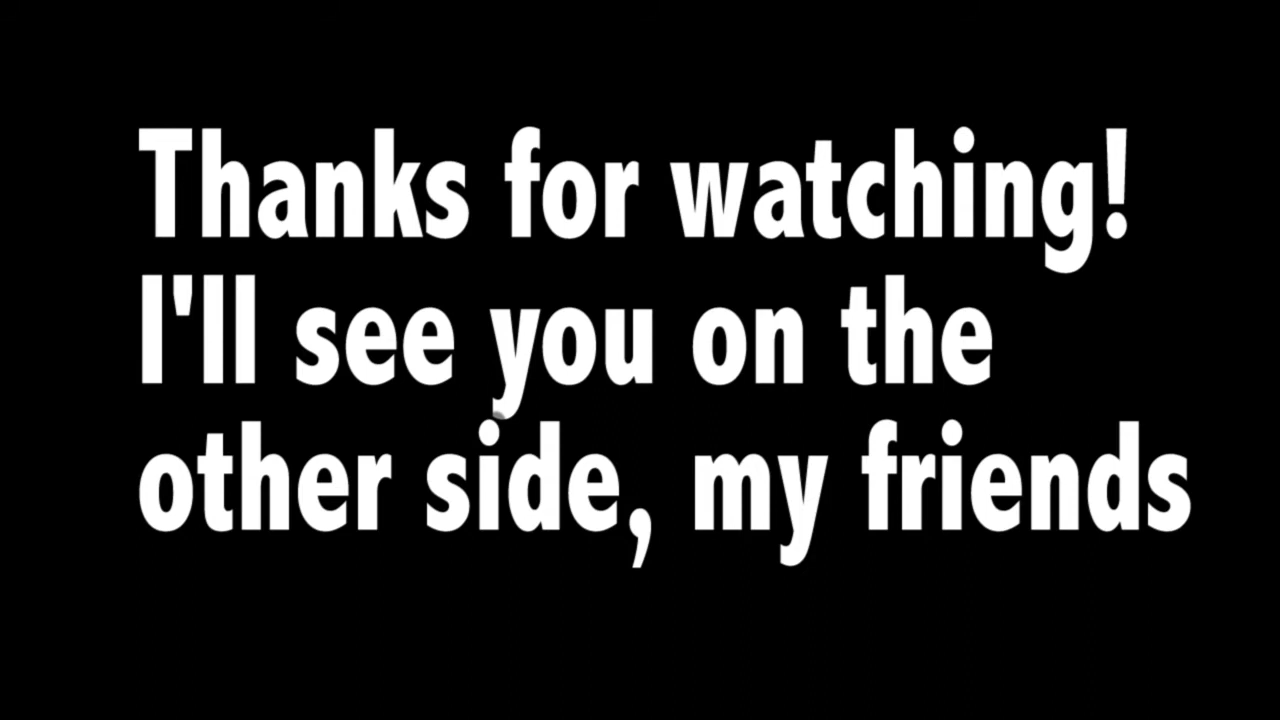 Thanks for watching!
I'll see you on the
other side, my friends